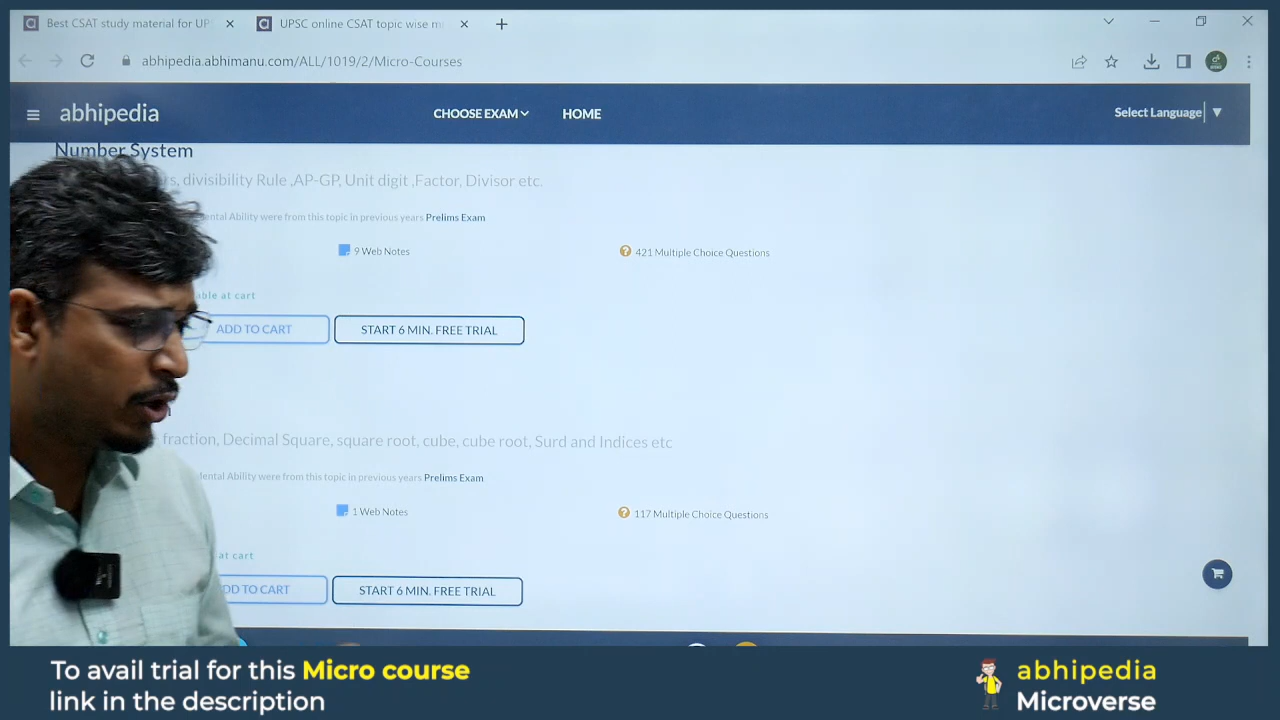 Best CSAT study material for UP
UPSC online CSAT topic wise m
abhipedia.abhimanu.com/ALL/1019/2/Micro-Courses
abhipedia
CHOOSE EXAM
HOME
Select Language
Number System
divisibility Rule ,AP-GP, Unit digit ,Factor, Divisor etc.
Ability were from this topic in previous years Prelims Exam
9 Web Notes
421 Multiple Choice Questions
at cart
ADD TO CART
START 6 MIN. FREE TRIAL
fraction, Decimal Square, square root, cube, cube root, Surd and Indices etc
Ability were from this topic in previous years Prelims Exam
1 Web Notes
117 Multiple Choice Questions
at cart
TO CART
START 6 MIN. FREE TRIAL
To avail trial for this Micro course
link in the description
abhipedia
Microverse